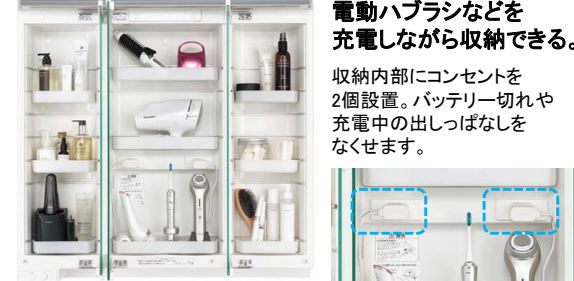 電動ハブラシなどを
充電しながら収納できる。
収納内部にコンセントを
2個設置。バッテリー切れや
充電中の出しっぱなしを
なくせます。